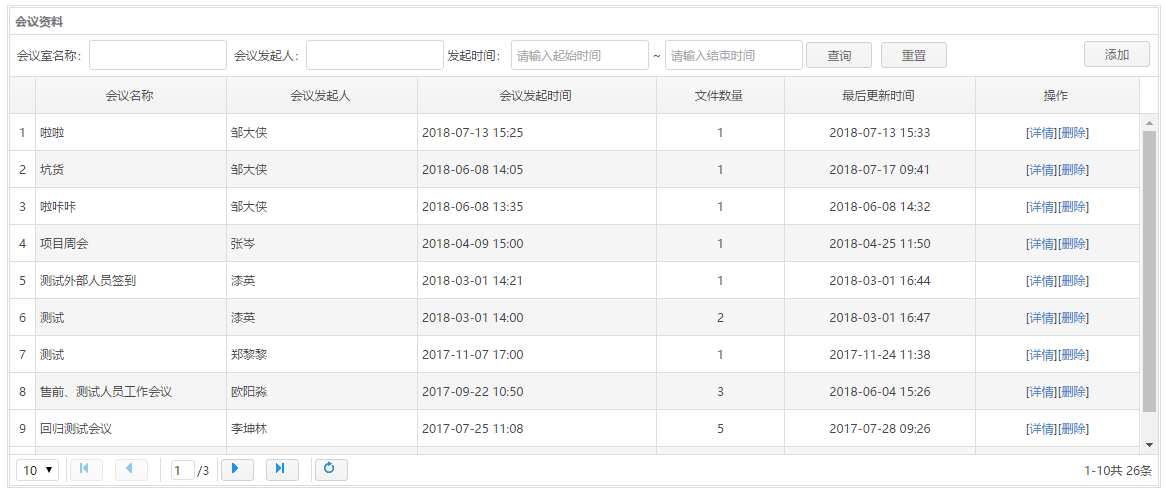 会议资料
会议室名称： 会议发起人： 发起时间： 请输入起始时间 ~ 请输入结束时间 查询 重置 添加
会议名称 会议发起人 会议发起时间 文件数量 最后更新时间 操作
1 啦啦 邹大侠 2018-07-13 15:25 1 2018-07-13 15:33 [详情][删除]
2 坑货 邹大侠 2018-06-08 14:05 1 2018-07-17 09:41 [详情][删除]
3 啦咔咔 邹大侠 2018-06-08 13:35 1 2018-06-08 14:32 [详情][删除]
4 项目周会 张岑 2018-04-09 15:00 1 2018-04-25 11:50 [详情][删除]
5 测试外部人员签到 漆英 2018-03-01 14:21 1 2018-03-01 16:44 [详情][删除]
6 测试 漆英 2018-03-01 14:00 2 2018-03-01 16:47 [详情][删除]
7 测试 郑黎黎 2017-11-07 17:00 1 2017-11-24 11:38 [详情][删除]
8 售前、测试人员工作会议 欧阳淼 2017-09-22 10:50 3 2018-06-04 15:26 [详情][删除]
9 回归测试会议 李坤林 2017-07-25 11:08 5 2017-07-28 09:26 [详情][删除]
10 1 /3 1-10共 26条